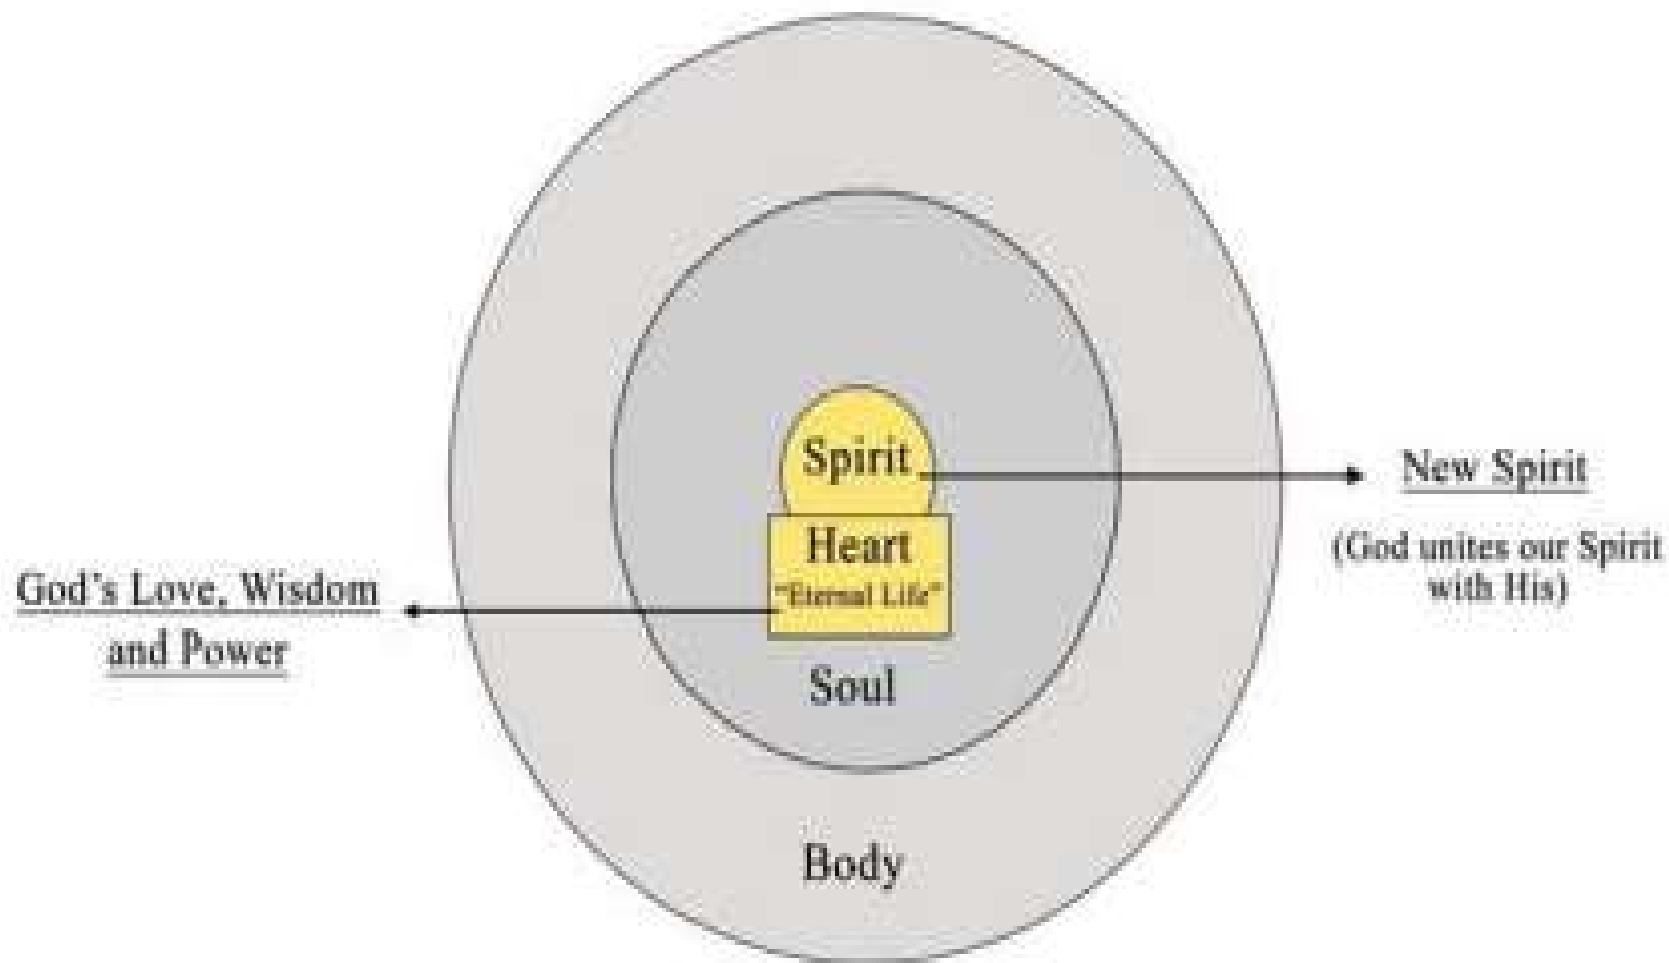 Spirit
Heart
"Eternal Life"
Soul
Body
New Spirit
(God unites our Spirit
with His)
God's Love, Wisdom
and Power